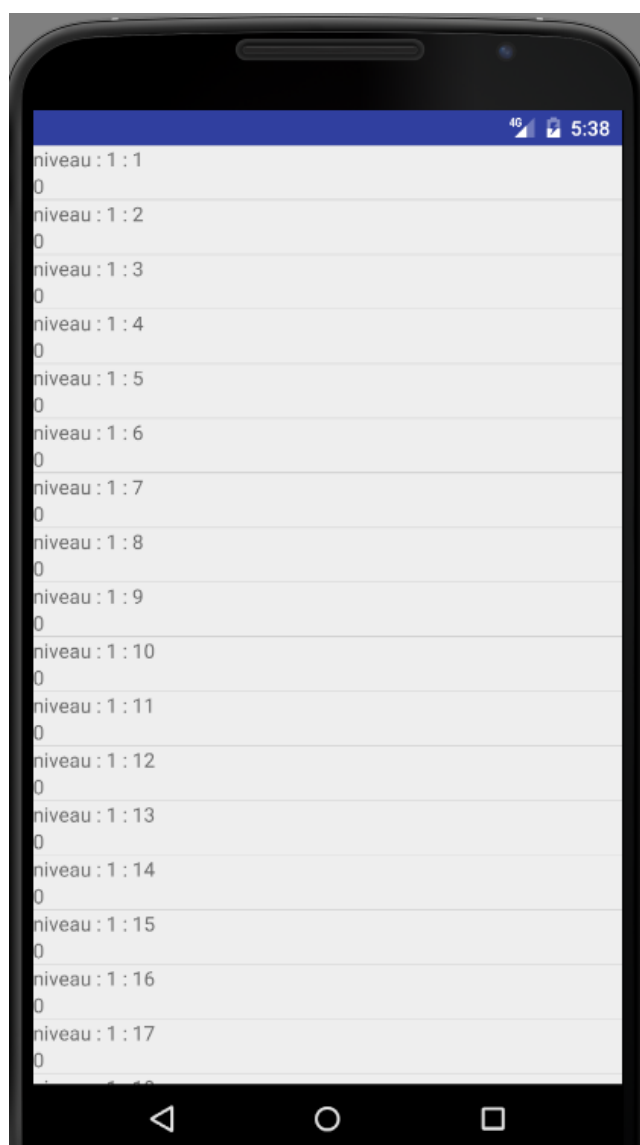 4G 5:38
niveau : 1 : 1
0
niveau : 1 : 2
0
niveau : 1 : 3
0
niveau : 1 : 4
0
niveau : 1 : 5
0
niveau : 1 : 6
0
niveau : 1 : 7
0
niveau : 1 : 8
0
niveau : 1 : 9
0
niveau : 1 : 10
0
niveau : 1 : 11
0
niveau : 1 : 12
0
niveau : 1 : 13
0
niveau : 1 : 14
0
niveau : 1 : 15
0
niveau : 1 : 16
0
niveau : 1 : 17
0